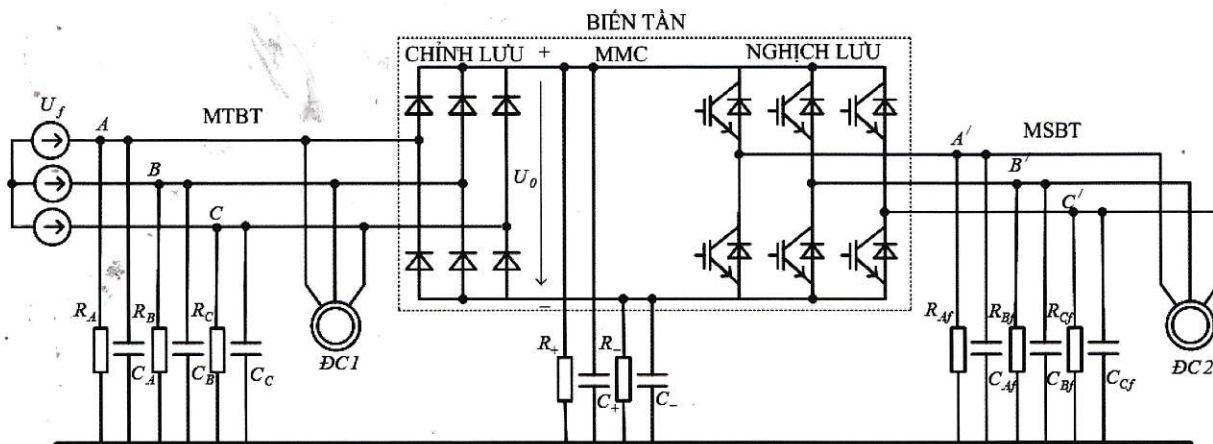 BIẾN TẦN
CHỈNH LƯU + MMC NGHỊCH LƯU
U_f
A MTBT
B
C
U_0
–
A' MSBT
B'
C'
R_A R_B R_C
C_A C_B C_C
ĐC1
R_+ R_–
C_+ C_–
R_Af R_Bf R_Cf
C_Af C_Bf C_Cf
ĐC2